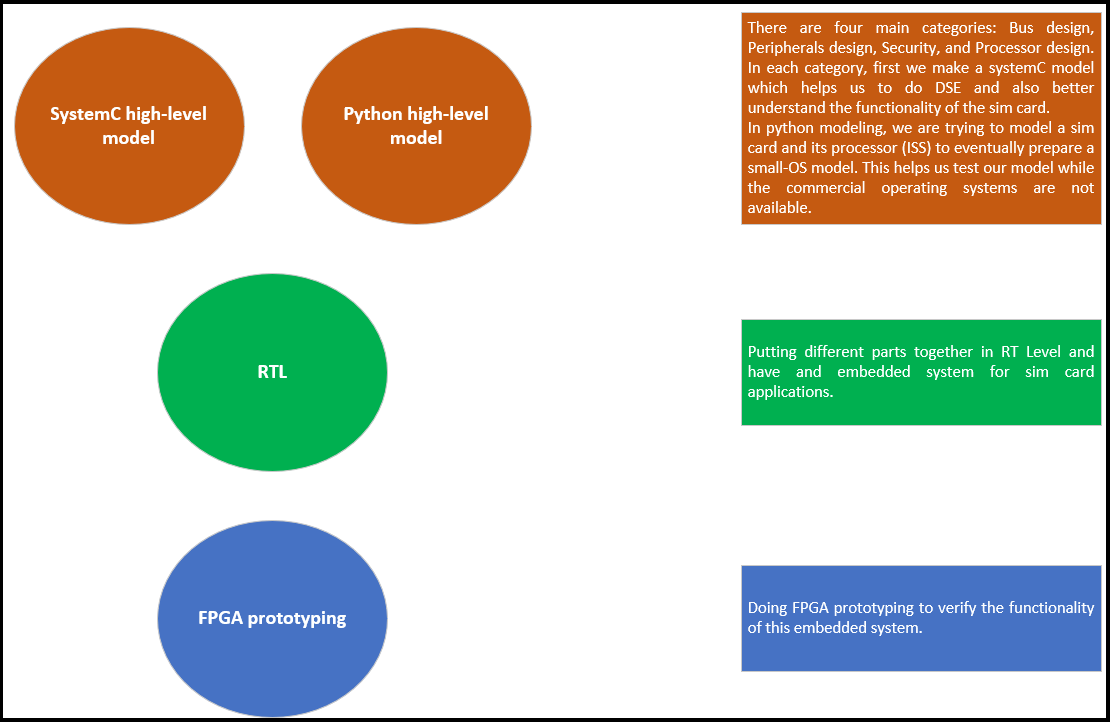 SystemC high-level
model
Python high-level
model
There are four main categories: Bus design,
Peripherals design, Security, and Processor design.
In each category, first we make a systemC model
which helps us to do DSE and also better
understand the functionality of the sim card.
In python modeling, we are trying to model a sim
card and its processor (ISS) to eventually prepare a
small-OS model. This helps us test our model while
the commercial operating systems are not
available.
RTL
Putting different parts together in RT Level and
have and embedded system for sim card
applications.
FPGA prototyping
Doing FPGA prototyping to verify the functionality
of this embedded system.